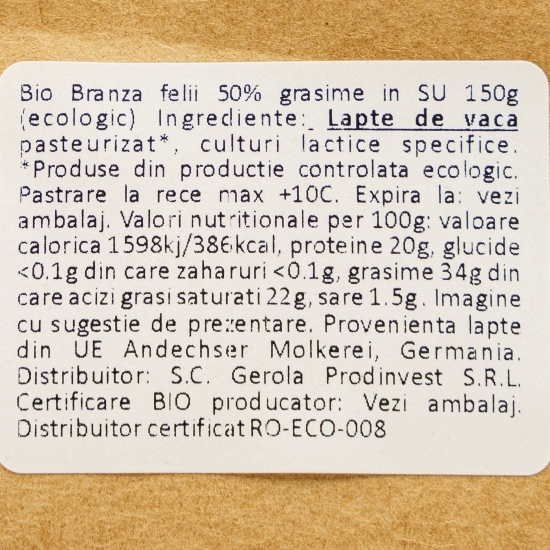 Bio Branza felii 50% grasime in SU 150g
(ecologic) Ingrediente: Lapte de vaca
pasteurizat*, culturi lactice specifice.
*Produse din productie controlata ecologic.
Pastrare la rece max +10C. Expira la: vezi
ambalaj. Valori nutritionale per 100g: valoare
calorica 1598kj/386kcal, proteine 20g, glucide
<0.1g din care zaharuri <0.1g, grasime 34g din
care acizi grasi saturati 22g, sare 1.5g. Imagine
cu sugestie de prezentare. Provenienta lapte
din UE Andechser Molkerei, Germania.
Distribuitor: S.C. Gerola Prodinvest S.R.L.
Certificare BIO producator: Vezi ambalaj.
Distribuitor certificat RO-ECO-008